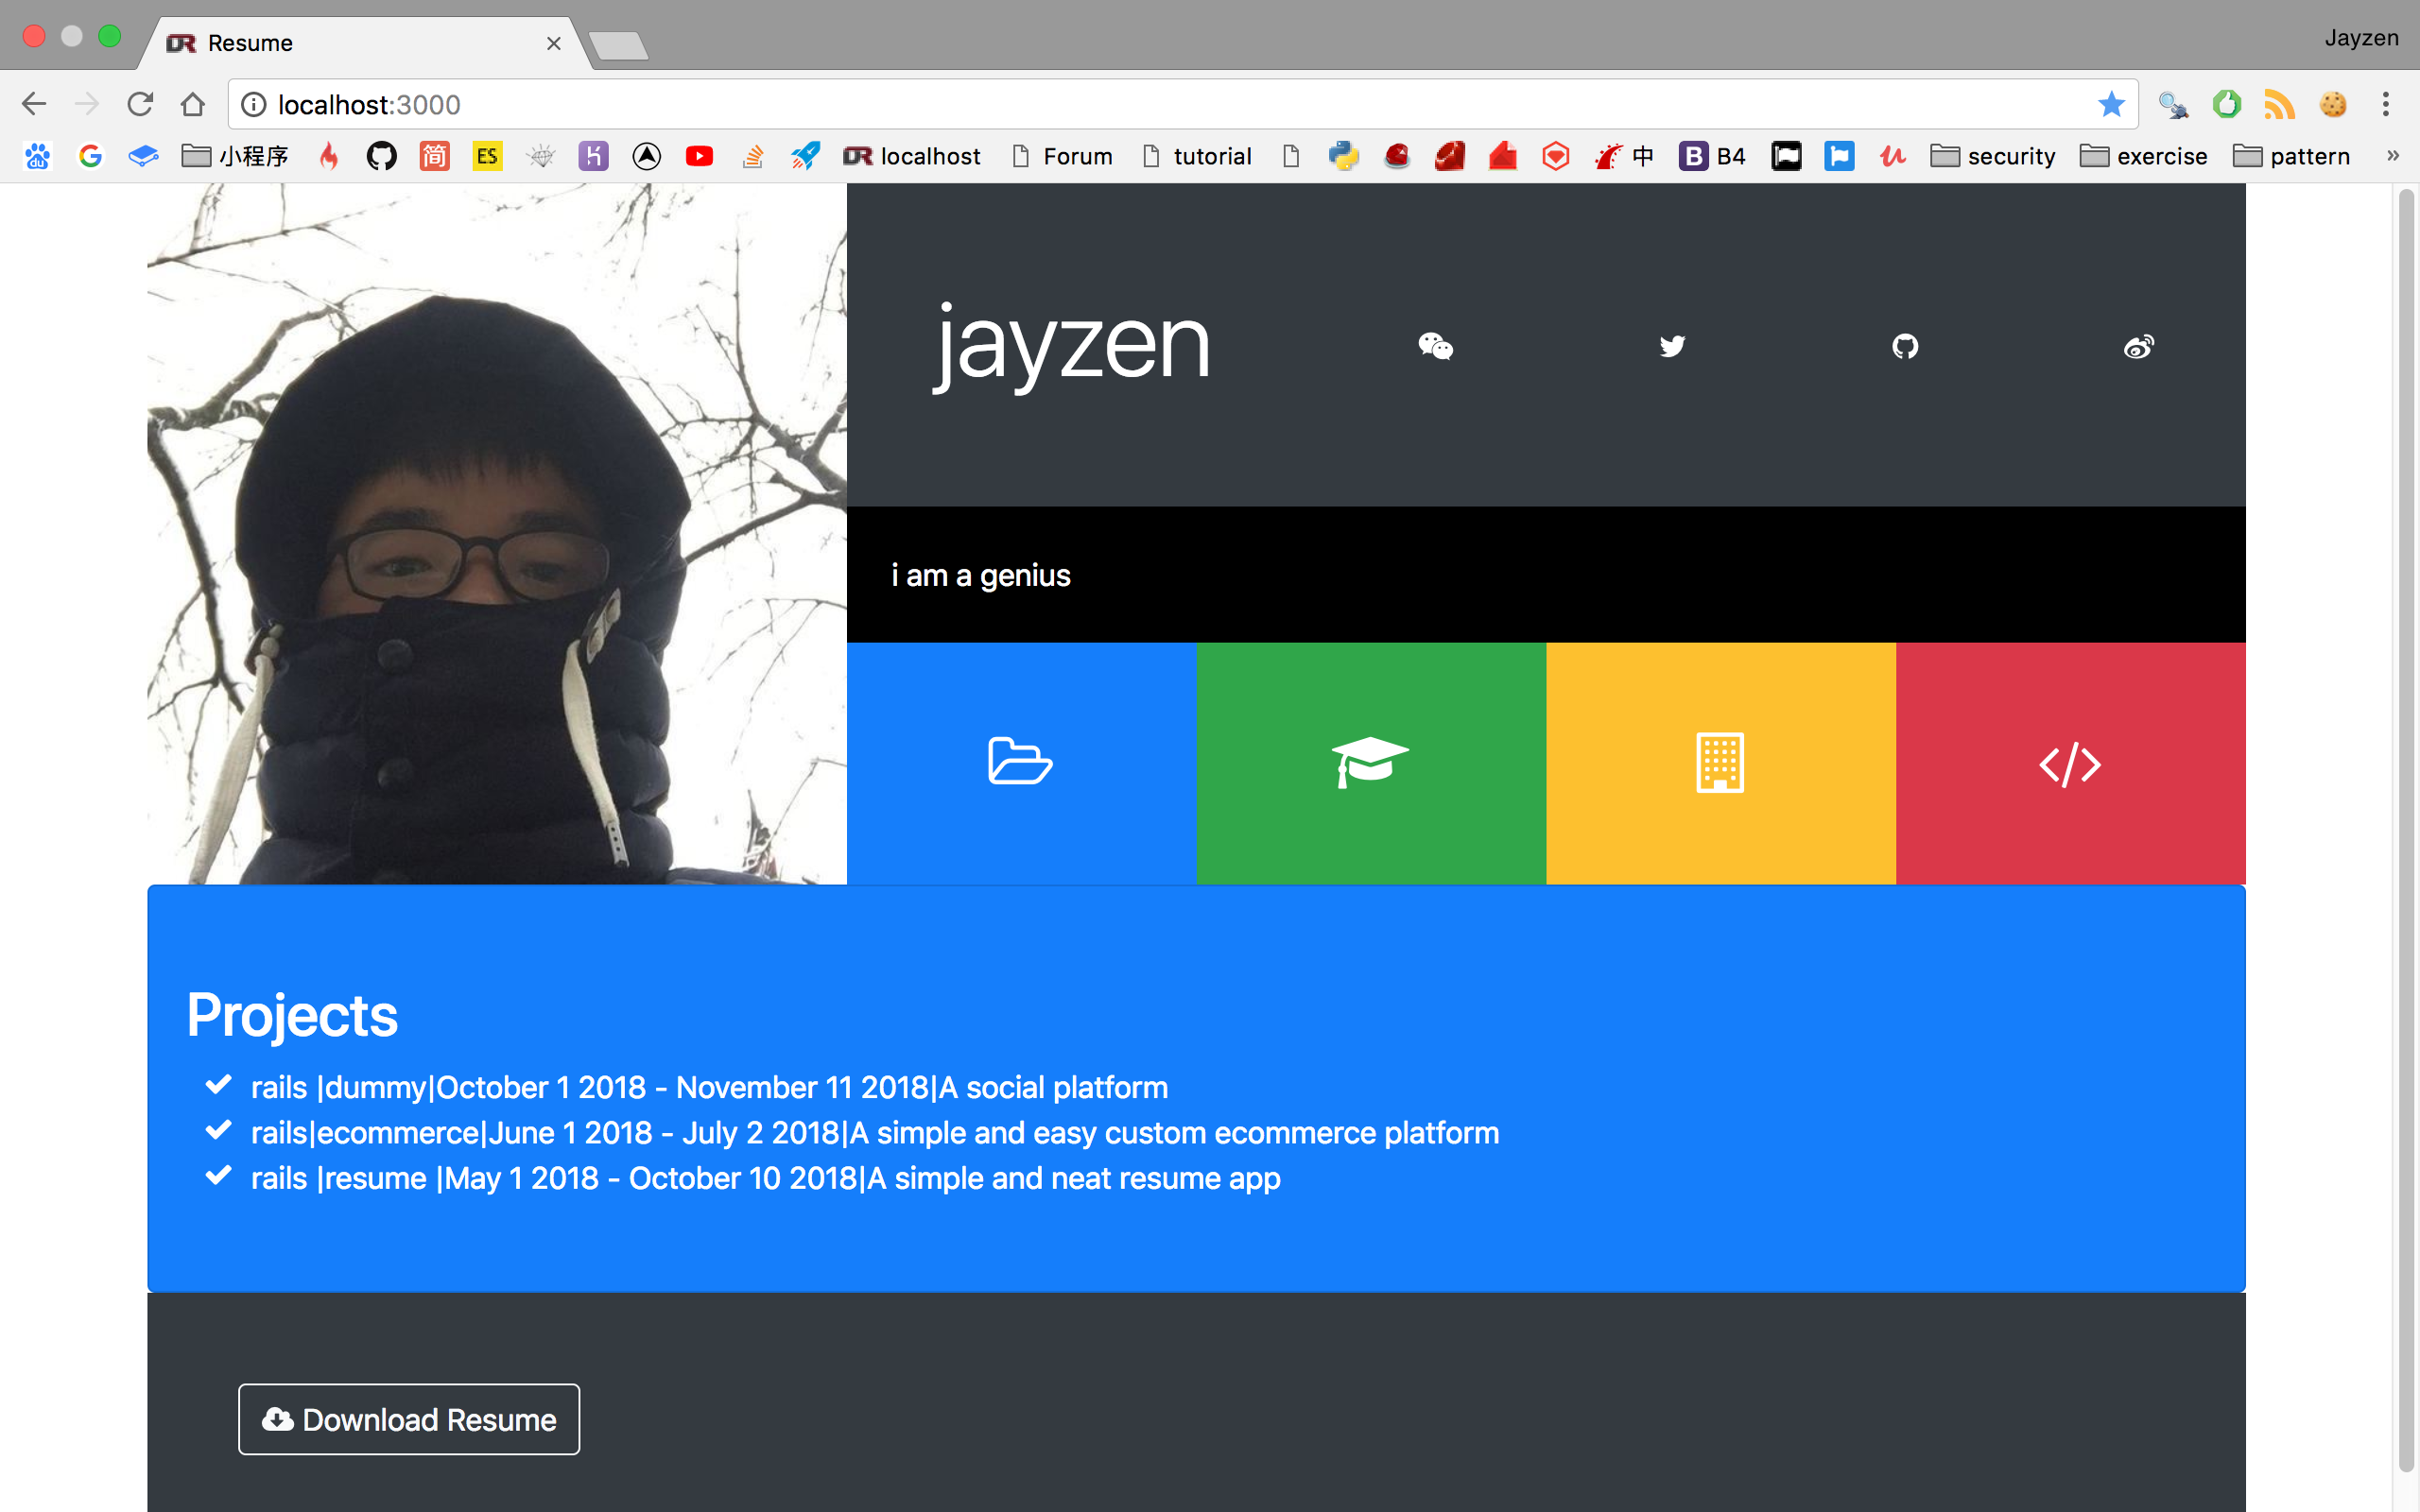 Resume
Jayzen
localhost:3000
du G 小程序 简 ES localhost Forum tutorial 中 B B4 security exercise pattern »
jayzen
i am a genius
Projects
rails |dummy|October 1 2018 - November 11 2018|A social platform
rails|ecommerce|June 1 2018 - July 2 2018|A simple and easy custom ecommerce platform
rails |resume |May 1 2018 - October 10 2018|A simple and neat resume app
Download Resume